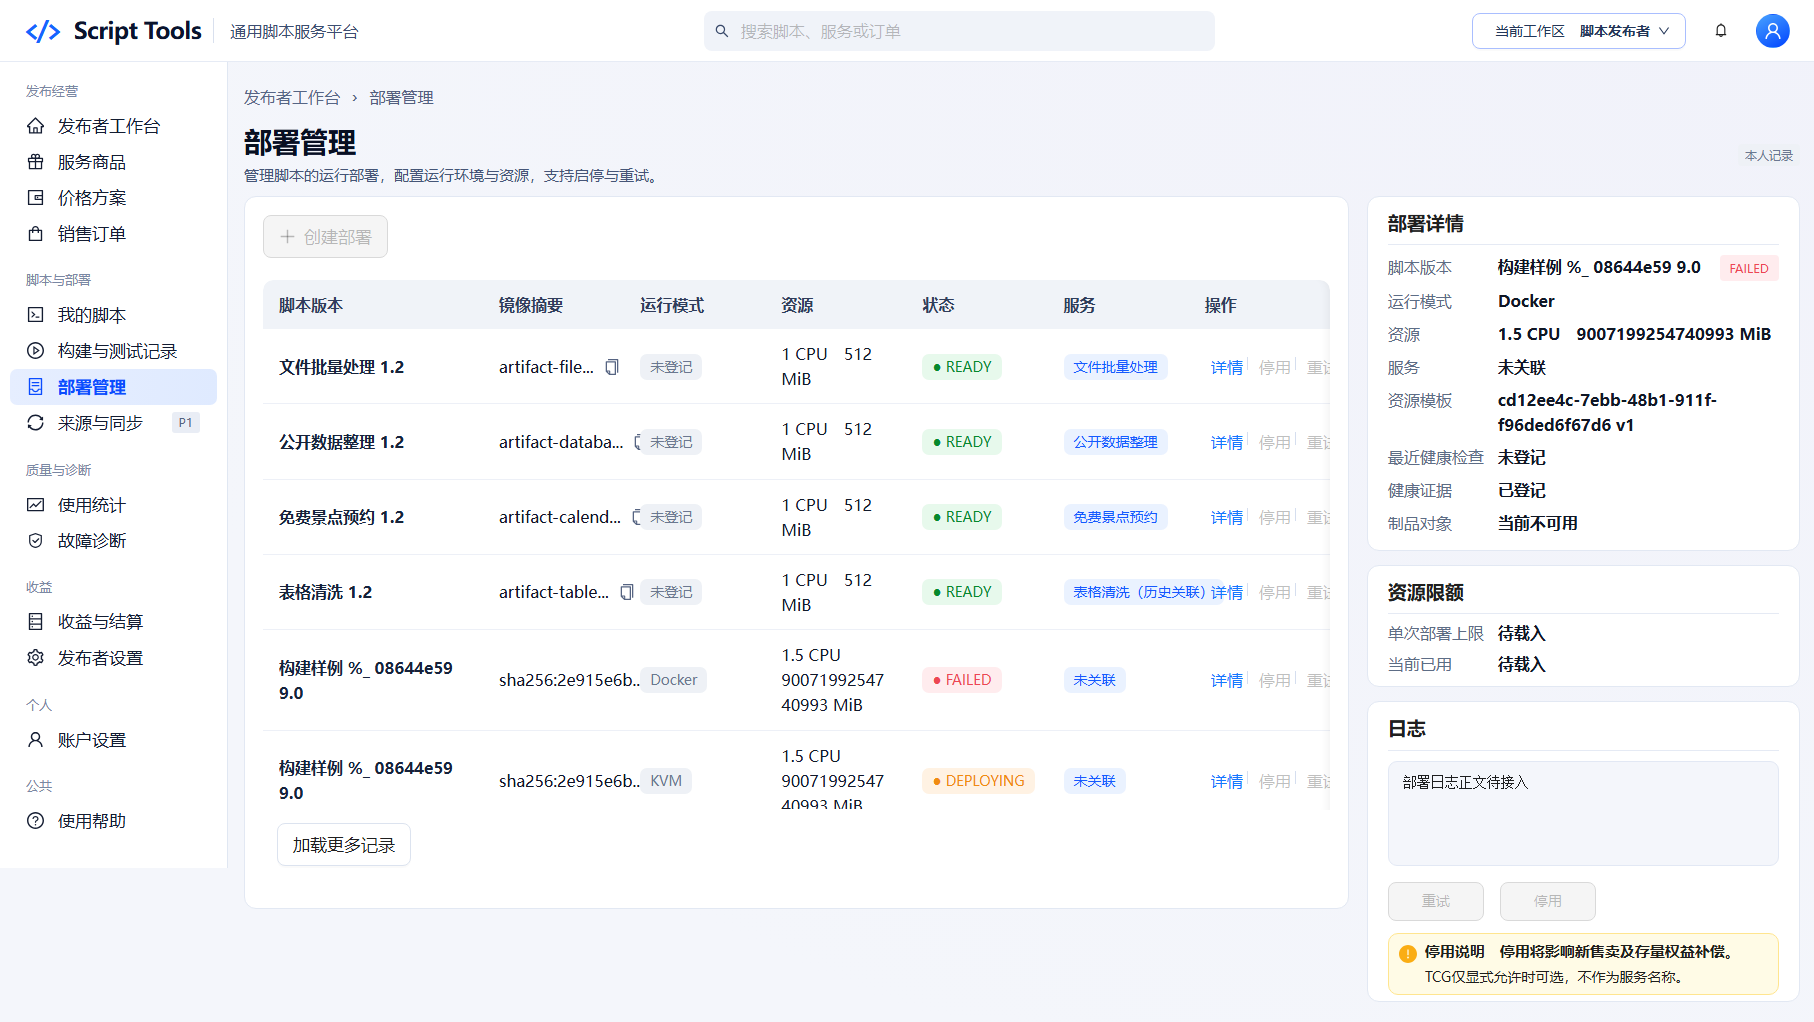 </> Script Tools
通用脚本服务平台
搜索脚本、服务或订单
当前工作区 脚本发布者
发布经营
发布者工作台
服务商品
价格方案
销售订单
脚本与部署
我的脚本
构建与测试记录
部署管理
来源与同步 P1
质量与诊断
使用统计
故障诊断
收益
收益与结算
发布者设置
个人
账户设置
公共
使用帮助
发布者工作台 › 部署管理
部署管理
管理脚本的运行部署，配置运行环境与资源，支持启停与重试。
本人记录
+ 创建部署
脚本版本 镜像摘要 运行模式 资源 状态 服务 操作
文件批量处理 1.2 artifact-file... 未登记 1 CPU 512 MiB READY 文件批量处理 详情 停用 重试
公开数据整理 1.2 artifact-databa... 未登记 1 CPU 512 MiB READY 公开数据整理 详情 停用 重试
免费景点预约 1.2 artifact-calend... 未登记 1 CPU 512 MiB READY 免费景点预约 详情 停用 重试
表格清洗 1.2 artifact-table... 未登记 1 CPU 512 MiB READY 表格清洗（历史关联） 详情 停用 重试
构建样例 %_ 08644e59 9.0 sha256:2e915e6b... Docker 1.5 CPU 9007199254740993 MiB FAILED 未关联 详情 停用 重试
构建样例 %_ 08644e59 9.0 sha256:2e915e6b... KVM 1.5 CPU 9007199254740993 MiB DEPLOYING 未关联 详情 停用 重试
加载更多记录
部署详情
脚本版本 构建样例 %_ 08644e59 9.0 FAILED
运行模式 Docker
资源 1.5 CPU 9007199254740993 MiB
服务 未关联
资源模板 cd12ee4c-7ebb-48b1-911f-
f96ded6f67d6 v1
最近健康检查 未登记
健康证据 已登记
制品对象 当前不可用
资源限额
单次部署上限 待载入
当前已用 待载入
日志
部署日志正文待接入
重试 停用
停用说明 停用将影响新售卖及存量权益补偿。
TCG仅显式允许时可选，不作为服务名称。